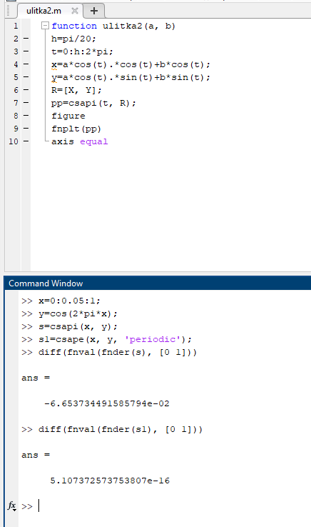 ulitka2.m × +
1 function ulitka2(a, b)
2 - h=pi/20;
3 - t=0:h:2*pi;
4 - x=a*cos(t).*cos(t)+b*cos(t);
5 - y=a*cos(t).*sin(t)+b*sin(t);
6 - R=[X, Y];
7 - pp=csapi(t, R);
8 - figure
9 - fnplt(pp)
10 - axis equal
Command Window
>> x=0:0.05:1;
>> y=cos(2*pi*x);
>> s=csapi(x, y);
>> s1=csape(x, y, 'periodic');
>> diff(fnval(fnder(s), [0 1]))
ans =
-6.653734491585794e-02
>> diff(fnval(fnder(s1), [0 1]))
ans =
5.107372573753807e-16
fx >>